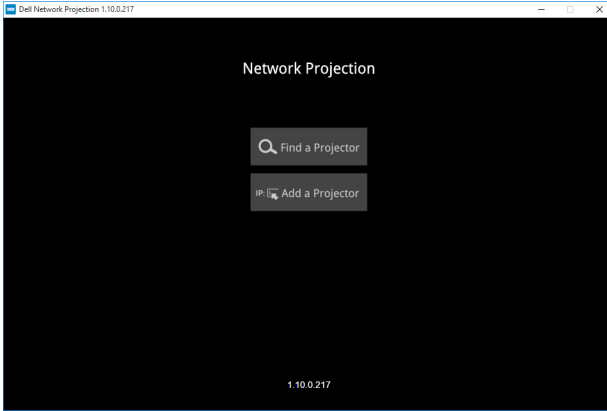 Dell Network Projection 1.10.0.217
Network Projection
Find a Projector
IP: Add a Projector
1.10.0.217